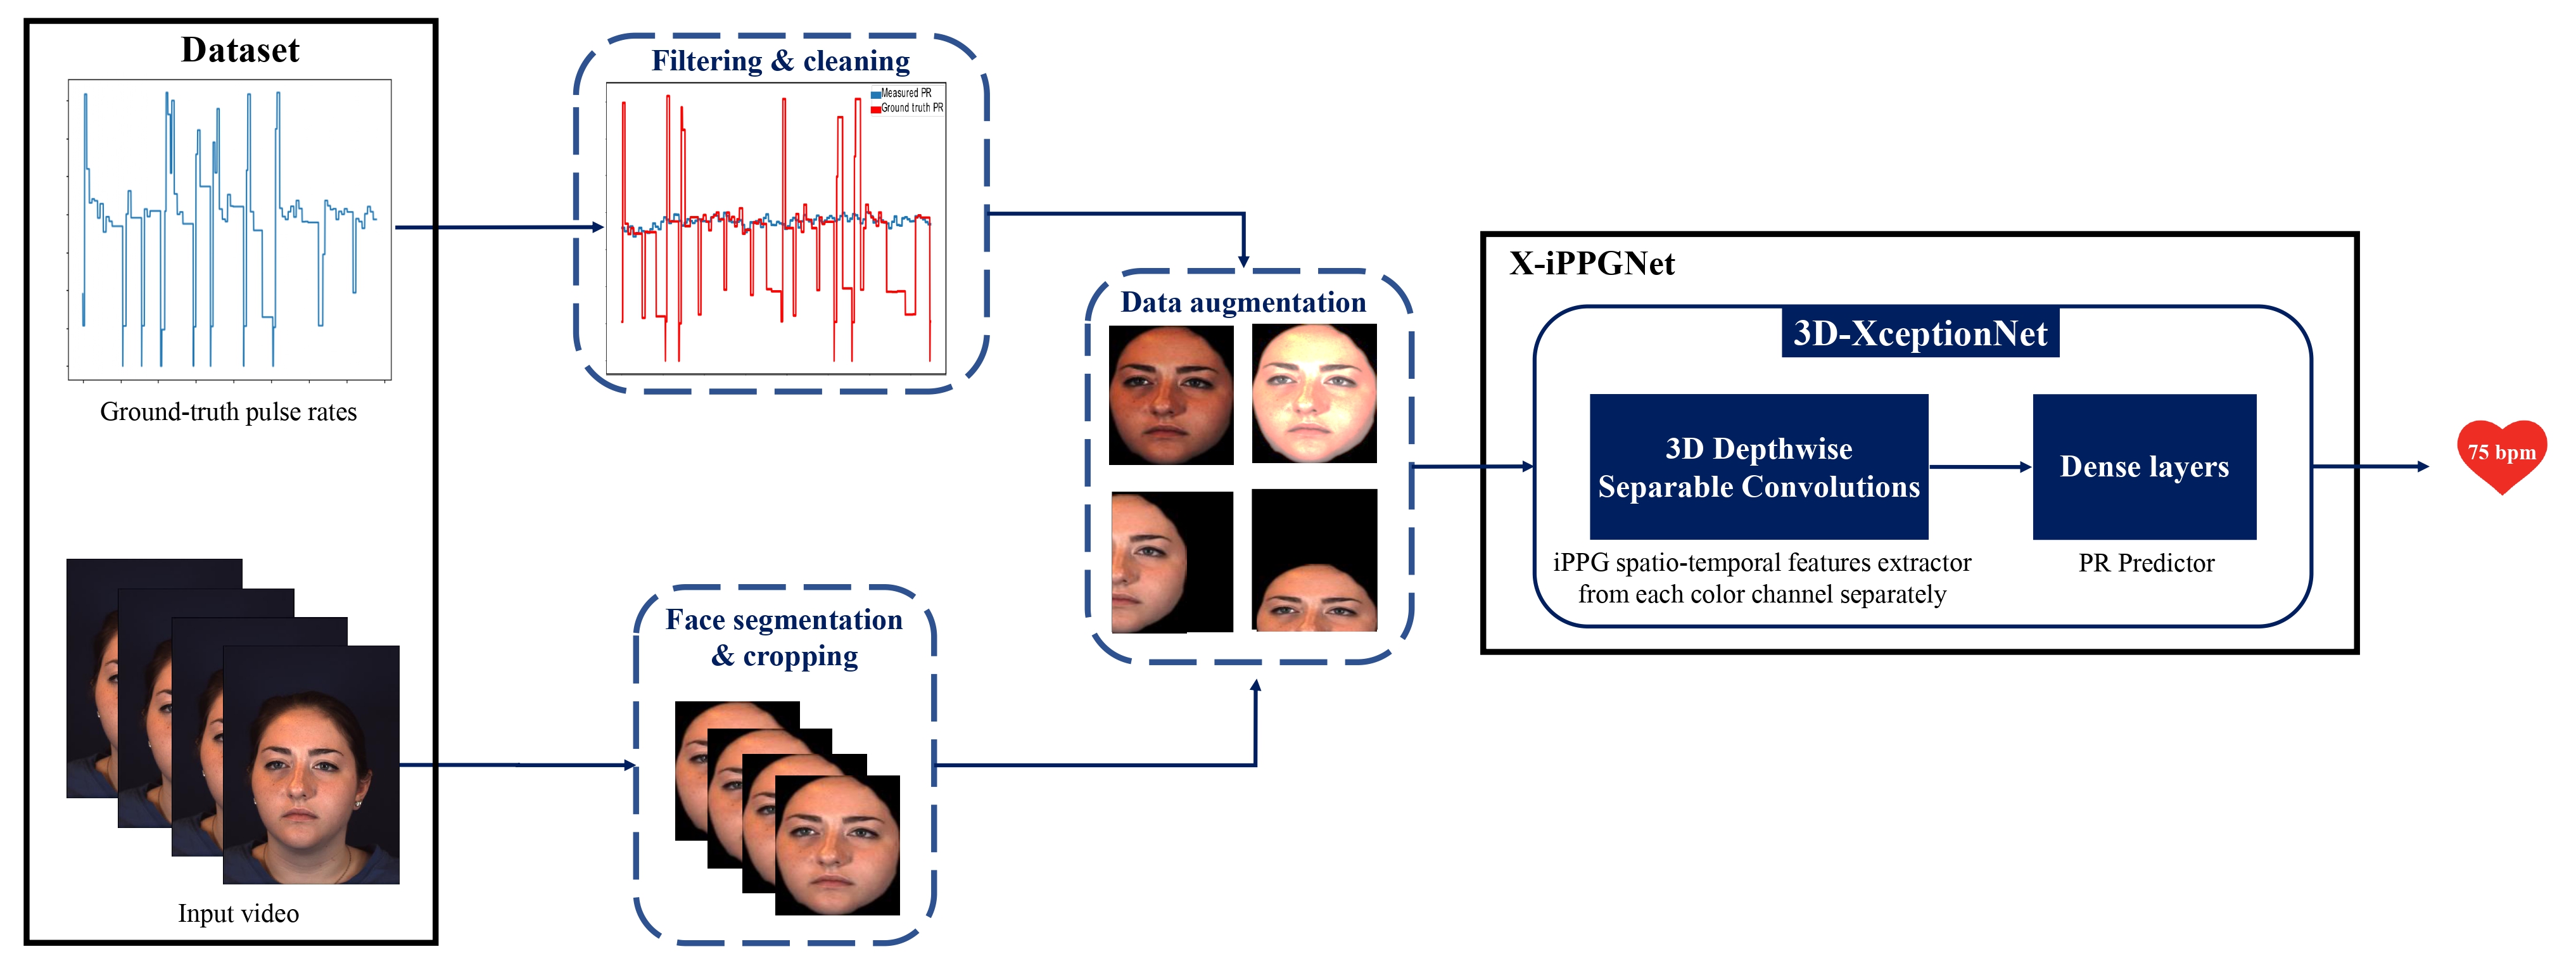 Dataset
Ground-truth pulse rates
Input video
Filtering & cleaning
Measured PR
Ground truth PR
Face segmentation
& cropping
Data augmentation
X-iPPGNet
3D-XceptionNet
3D Depthwise
Separable Convolutions
iPPG spatio-temporal features extractor
from each color channel separately
Dense layers
PR Predictor
75 bpm